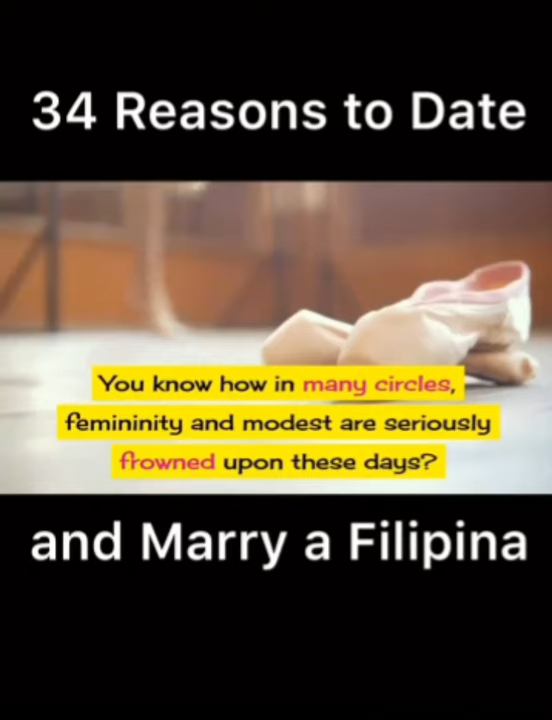 34 Reasons to Date
You know how in many circles,
femininity and modest are seriously
frowned upon these days?
and Marry a Filipina